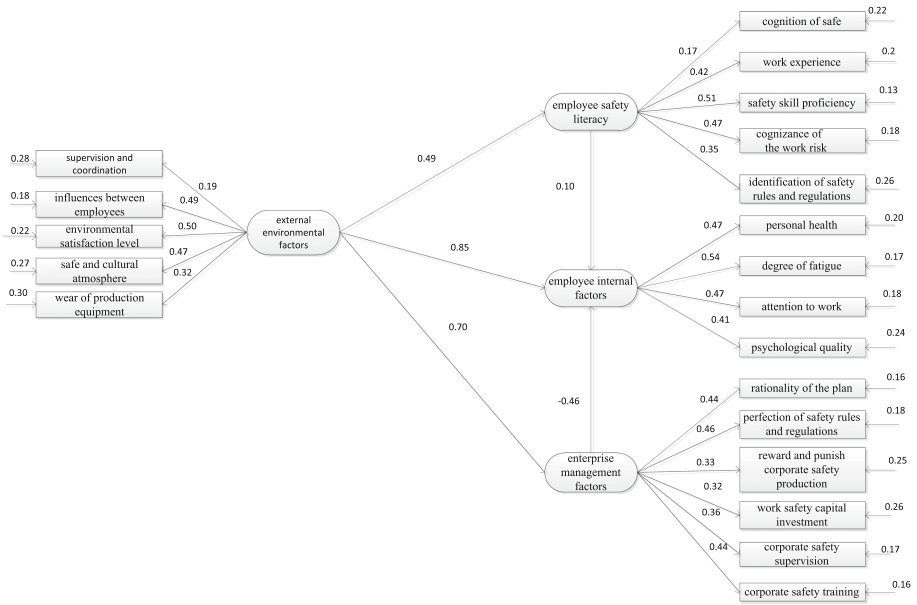 0.28
supervision and
coordination
0.19
0.18
influences between
employees
0.49
0.22
environmental
satisfaction level
0.50
0.27
safe and cultural
atmosphere
0.47
0.30
wear of production
equipment
0.32
external
environmental
factors
0.49
0.85
0.70
employee safety
literacy
0.10
employee internal
factors
-0.46
enterprise
management
factors
0.17
cognition of safe
0.22
0.42
work experience
0.2
0.51
safety skill proficiency
0.13
0.47
cognizance of
the work risk
0.18
0.35
identification of safety
rules and regulations
0.26
0.47
personal health
0.20
0.54
degree of fatigue
0.17
0.47
attention to work
0.18
0.41
psychological quality
0.24
0.44
rationality of the plan
0.16
0.46
perfection of safety rules
and regulations
0.18
0.33
reward and punish
corporate safety
production
0.25
0.32
work safety capital
investment
0.26
0.36
corporate safety
supervision
0.17
0.44
corporate safety training
0.16